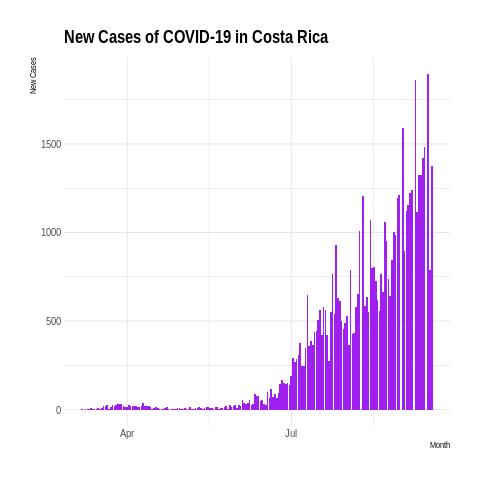 New Cases of COVID-19 in Costa Rica
New Cases
1500
1000
500
0
Apr
Jul
Month